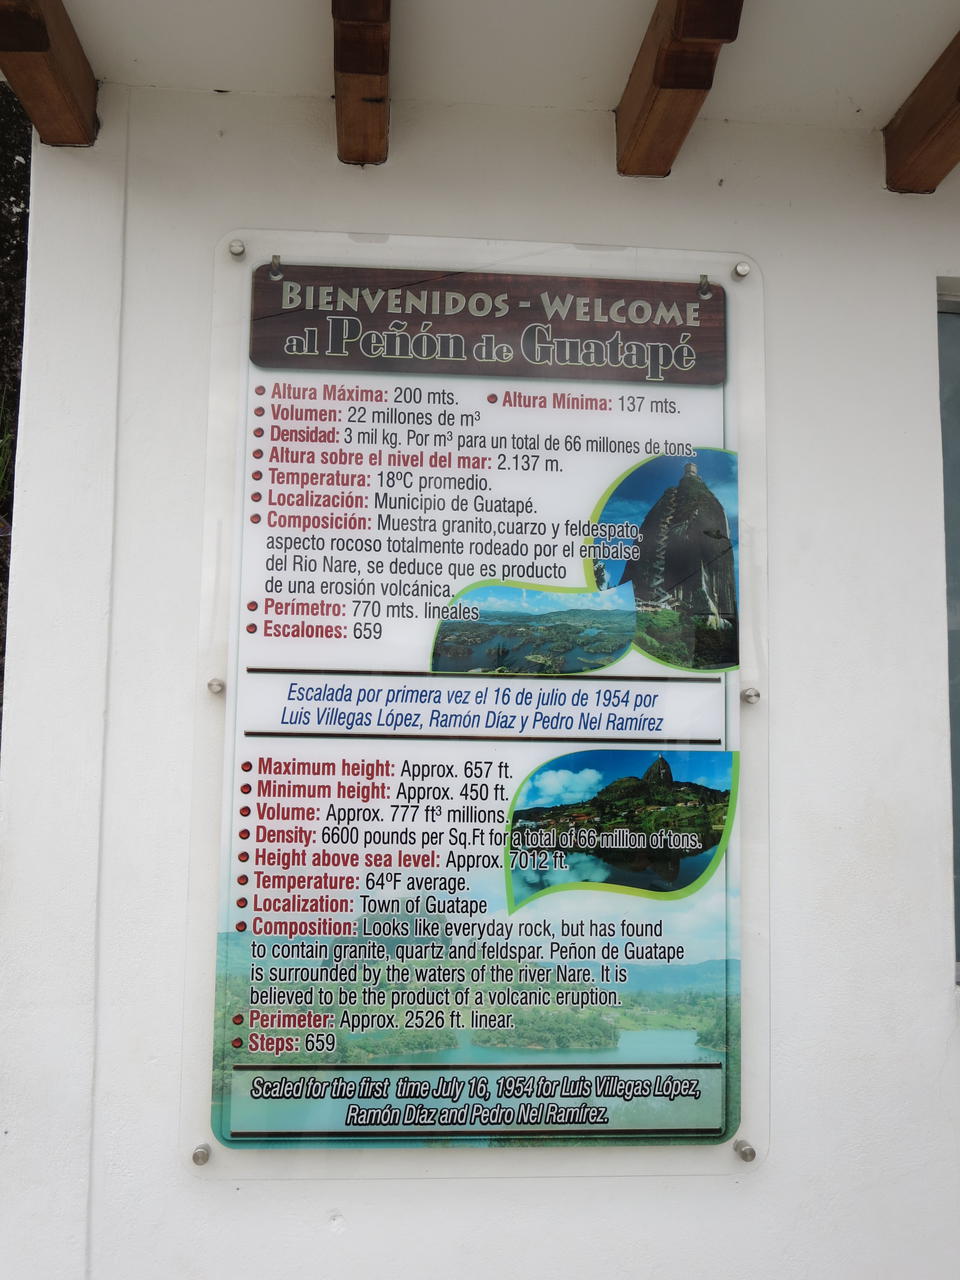 BIENVENIDOS - WELCOME
al Peñón de Guatapé
Altura Máxima: 200 mts. Altura Mínima: 137 mts.
Volumen: 22 millones de m³
Densidad: 3 mil kg. Por m³ para un total de 66 millones de tons.
Altura sobre el nivel del mar: 2.137 m.
Temperatura: 18ºC promedio.
Localización: Municipio de Guatapé.
Composición: Muestra granito,cuarzo y feldespato,
aspecto rocoso totalmente rodeado por el embalse
del Rio Nare, se deduce que es producto
de una erosión volcánica.
Perímetro: 770 mts. lineales
Escalones: 659
Escalada por primera vez el 16 de julio de 1954 por
Luis Villegas López, Ramón Díaz y Pedro Nel Ramírez
Maximum height: Approx. 657 ft.
Minimum height: Approx. 450 ft.
Volume: Approx. 777 ft³ millions.
Density: 6600 pounds per Sq.Ft for a total of 66 million of tons.
Height above sea level: Approx. 7012 ft.
Temperature: 64ºF average.
Localization: Town of Guatape
Composition: Looks like everyday rock, but has found
to contain granite, quartz and feldspar. Peñon de Guatape
is surrounded by the waters of the river Nare. It is
believed to be the product of a volcanic eruption.
Perimeter: Approx. 2526 ft. linear.
Steps: 659
Scaled for the first time July 16, 1954 for Luis Villegas López,
Ramón Díaz and Pedro Nel Ramírez.